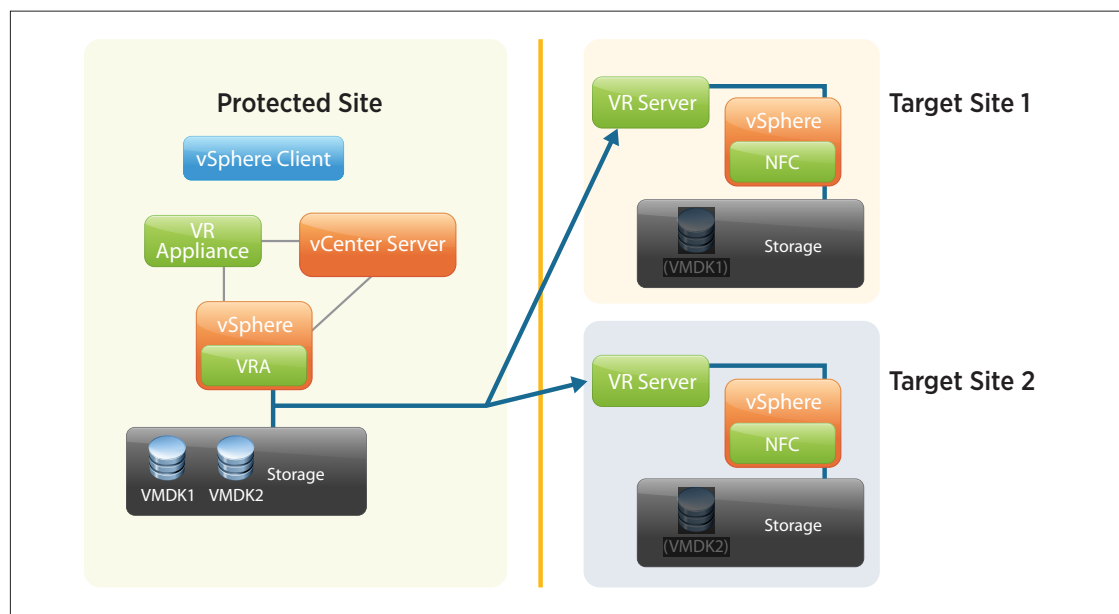 Protected Site
vSphere Client
VR
Appliance
vCenter Server
vSphere
VRA
Storage
VMDK1
VMDK2
VR Server
vSphere
NFC
Storage
(VMDK1)
Target Site 1
VR Server
vSphere
NFC
Storage
(VMDK2)
Target Site 2